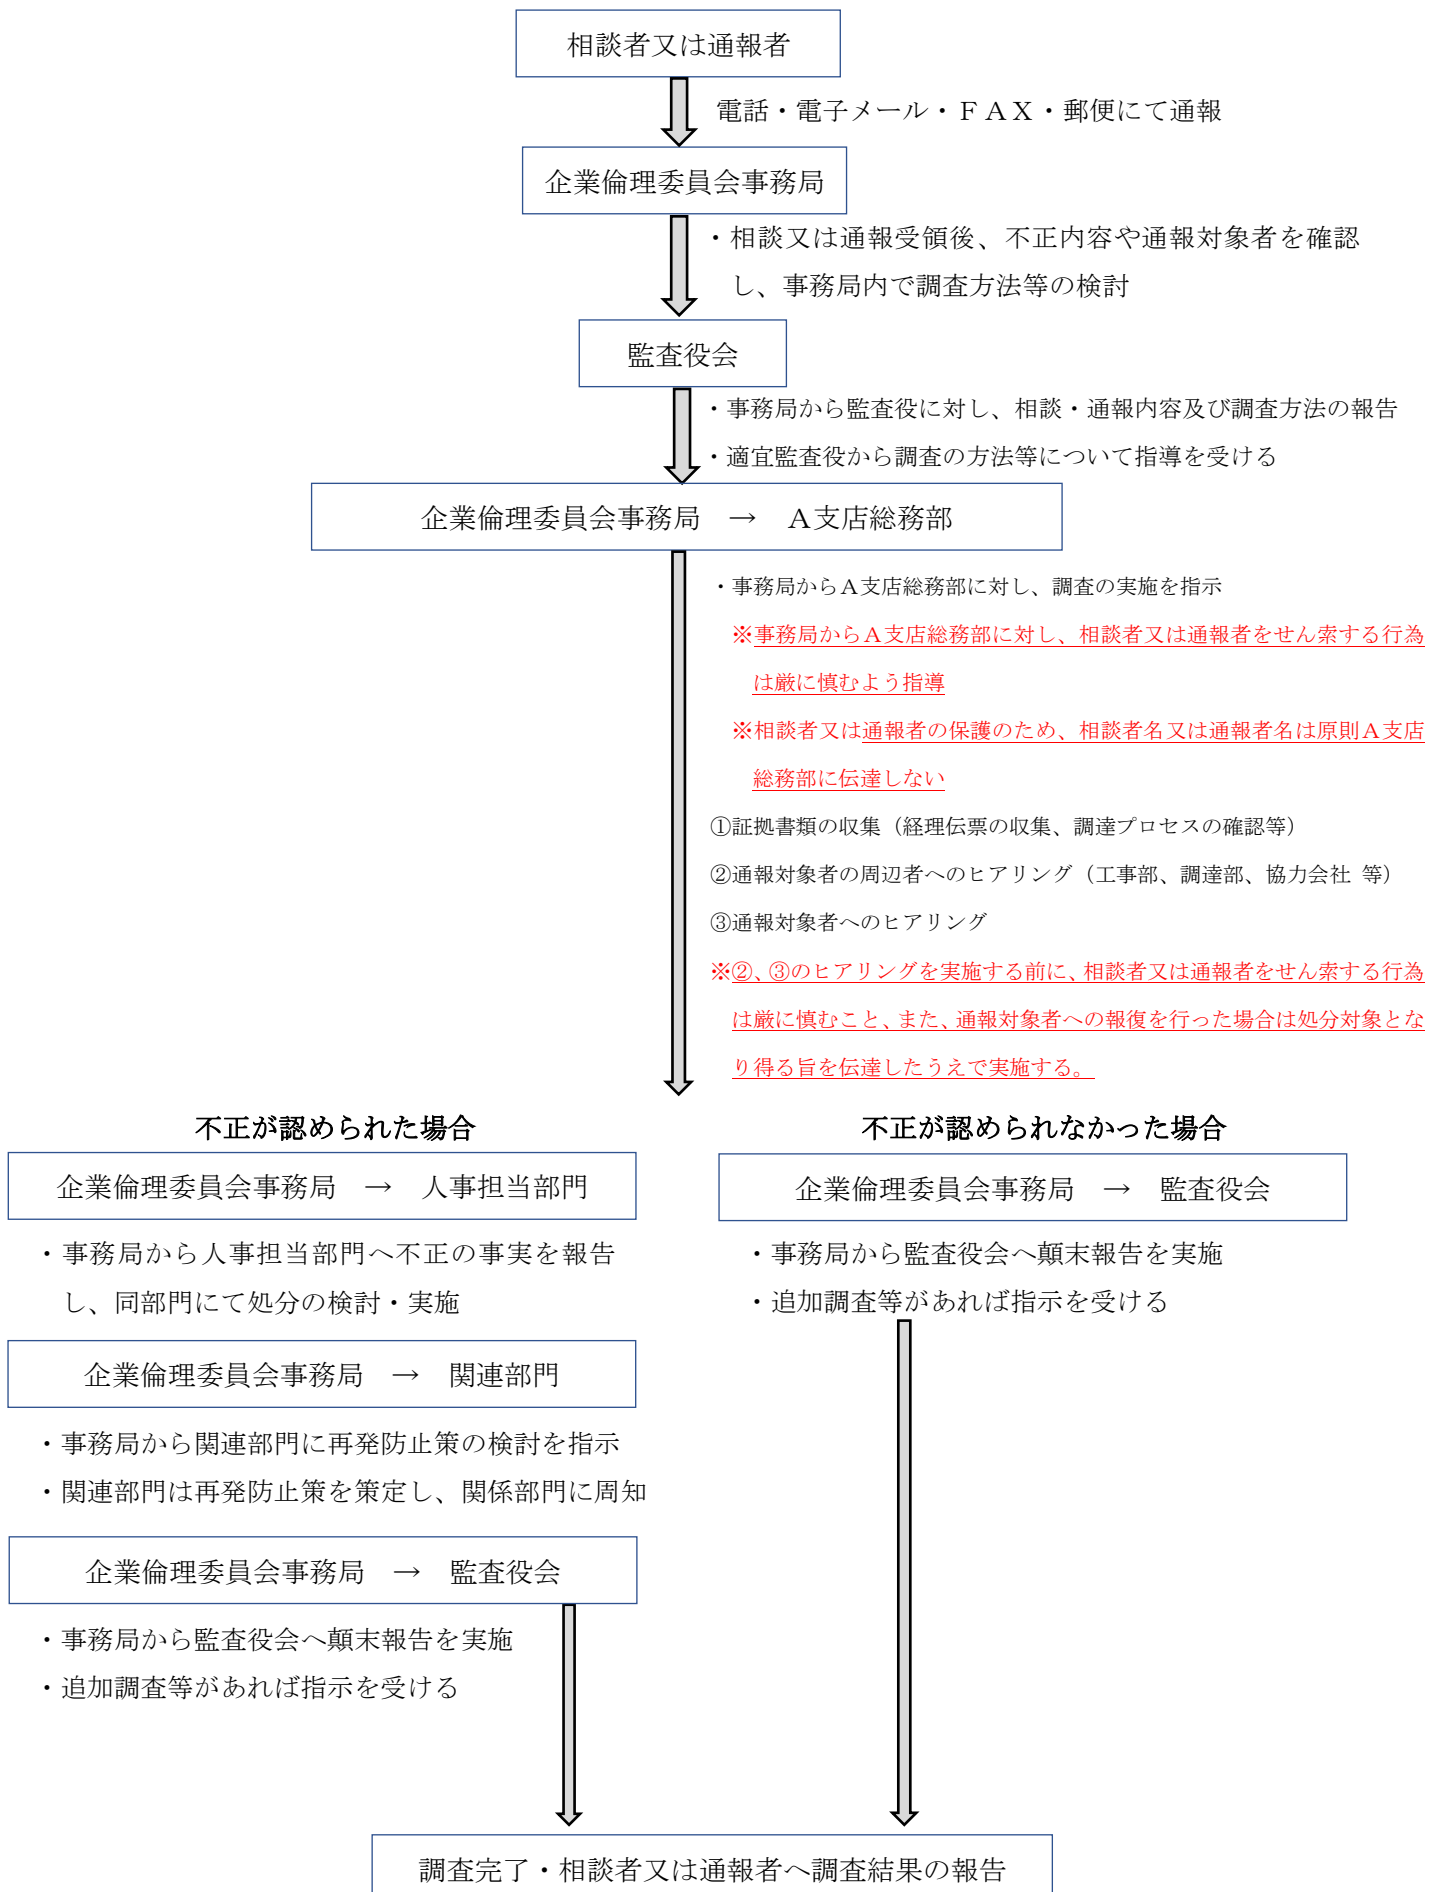 相談者又は通報者
電話・電子メール・ＦＡＸ・郵便にて通報
企業倫理委員会事務局
・相談又は通報受領後、不正内容や通報対象者を確認
し、事務局内で調査方法等の検討
監査役会
・事務局から監査役に対し、相談・通報内容及び調査方法の報告
・適宜監査役から調査の方法等について指導を受ける
企業倫理委員会事務局　→　Ａ支店総務部
・事務局からＡ支店総務部に対し、調査の実施を指示
※事務局からＡ支店総務部に対し、相談者又は通報者をせん索する行為
は厳に慎むよう指導
※相談者又は通報者の保護のため、相談者名又は通報者名は原則Ａ支店
総務部に伝達しない
①証拠書類の収集（経理伝票の収集、調達プロセスの確認等）
②通報対象者の周辺者へのヒアリング（工事部、調達部、協力会社 等）
③通報対象者へのヒアリング
※②、③のヒアリングを実施する前に、相談者又は通報者をせん索する行為
は厳に慎むこと、また、通報対象者への報復を行った場合は処分対象とな
り得る旨を伝達したうえで実施する。
不正が認められた場合
企業倫理委員会事務局　→　人事担当部門
・事務局から人事担当部門へ不正の事実を報告
し、同部門にて処分の検討・実施
企業倫理委員会事務局　→　関連部門
・事務局から関連部門に再発防止策の検討を指示
・関連部門は再発防止策を策定し、関係部門に周知
企業倫理委員会事務局　→　監査役会
・事務局から監査役会へ顛末報告を実施
・追加調査等があれば指示を受ける
不正が認められなかった場合
企業倫理委員会事務局　→　監査役会
・事務局から監査役会へ顛末報告を実施
・追加調査等があれば指示を受ける
調査完了・相談者又は通報者へ調査結果の報告